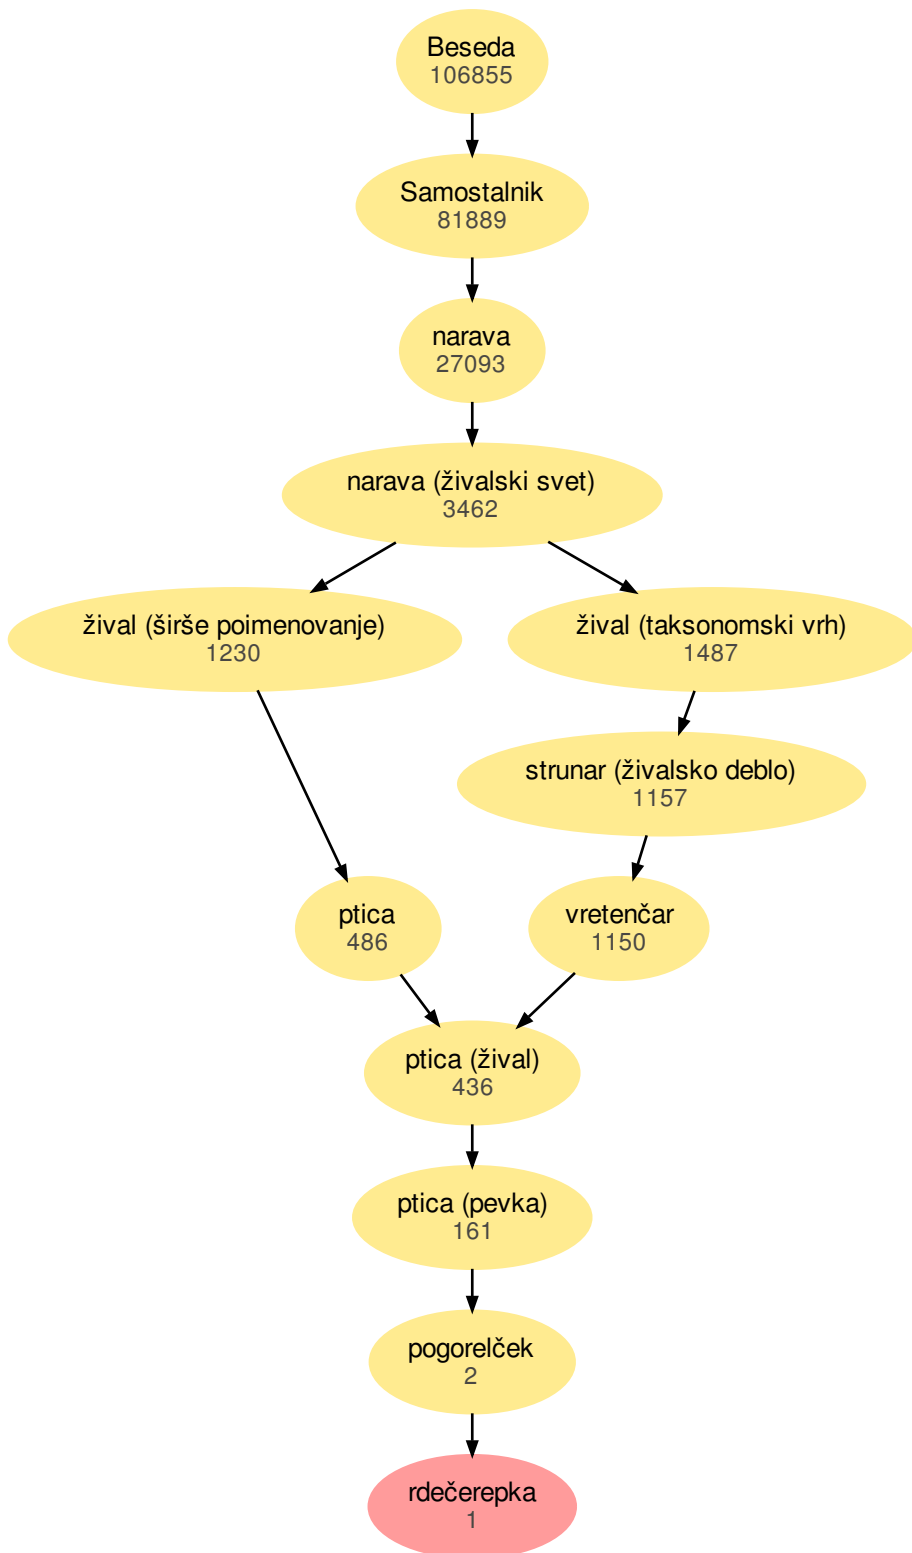 Beseda
106855
Samostalnik
81889
narava
27093
narava (živalski svet)
3462
žival (širše poimenovanje)
1230
žival (taksonomski vrh)
1487
strunar (živalsko deblo)
1157
ptica
486
vretenčar
1150
ptica (žival)
436
ptica (pevka)
161
pogorelček
2
rdečerepka
1